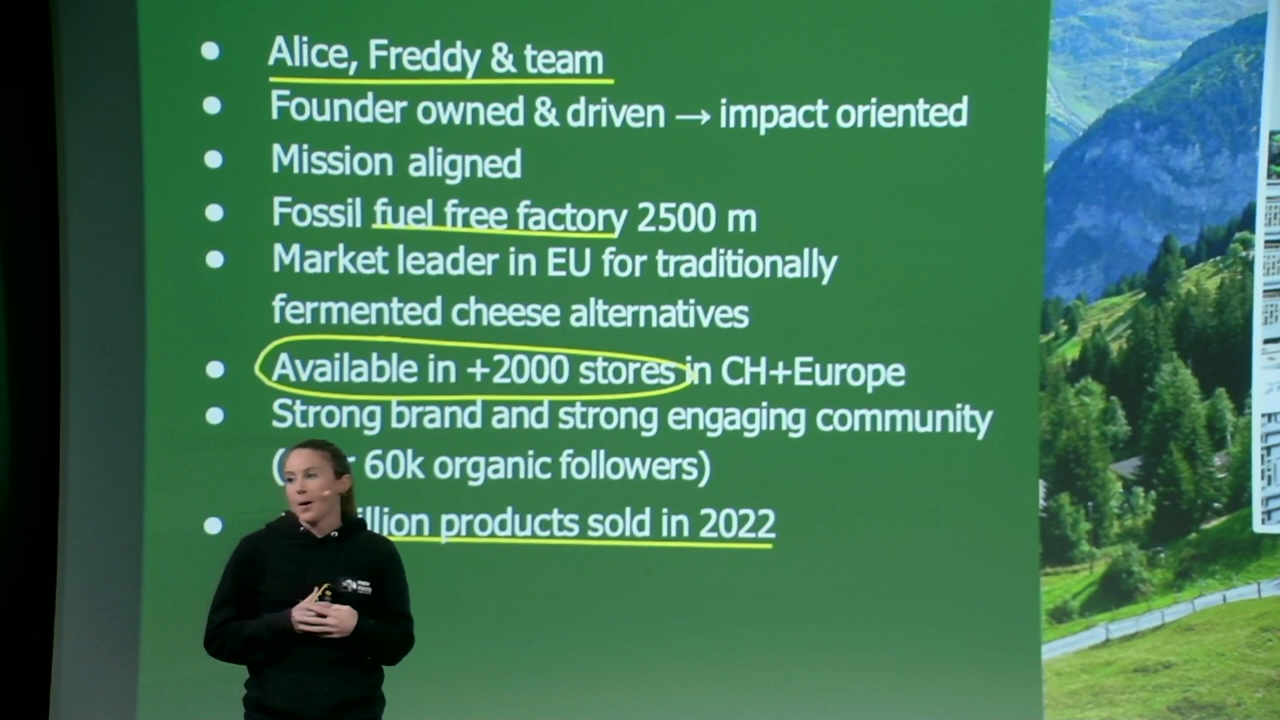 Alice, Freddy & team
Founder owned & driven → impact oriented
Mission aligned
Fossil fuel free factory 2500 m
Market leader in EU for traditionally
fermented cheese alternatives
Available in +2000 stores in CH+Europe
Strong brand and strong engaging community
60k organic followers)
products sold in 2022